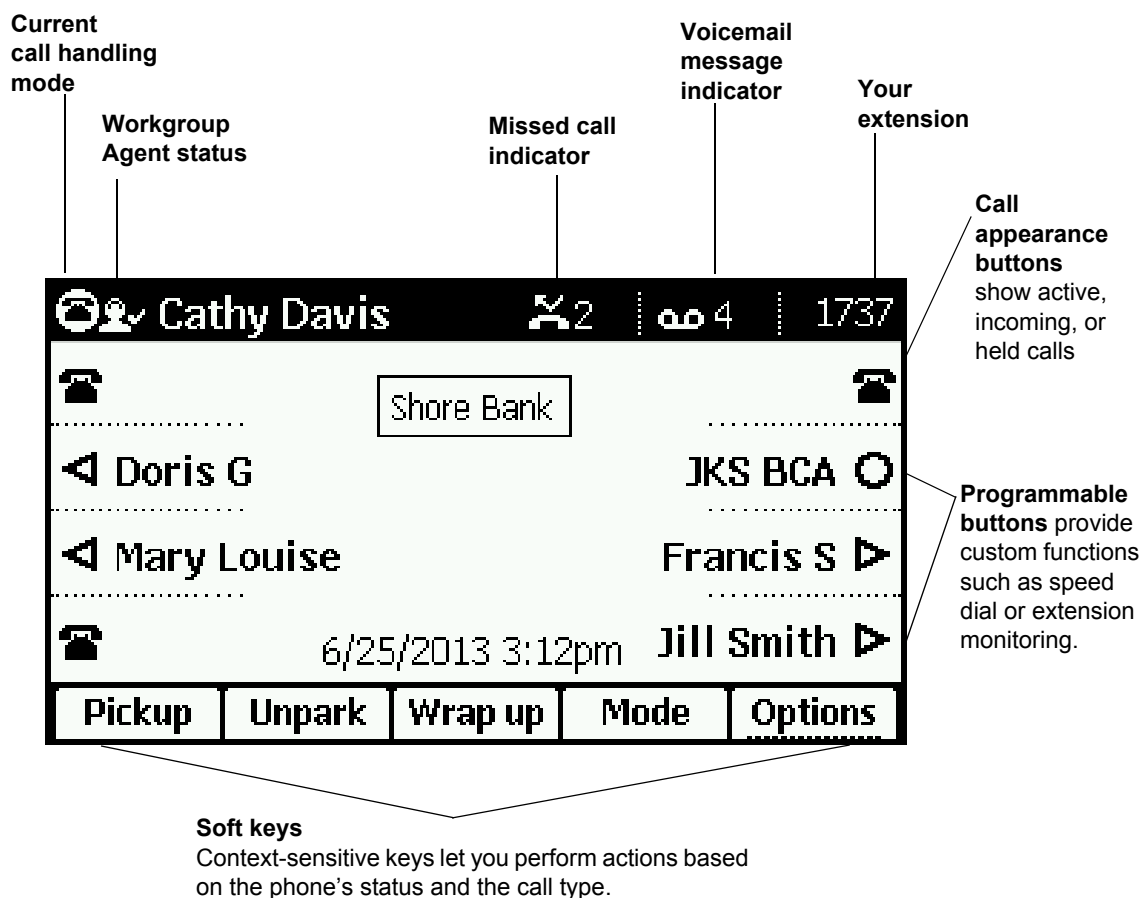 Current
call handling
mode
Workgroup
Agent status
Missed call
indicator
Voicemail
message
indicator
Your
extension
Call
appearance
buttons
show active,
incoming, or
held calls
Cathy Davis 2 4 1737
Shore Bank
Doris G JKS BCA
Mary Louise Francis S
6/25/2013 3:12pm Jill Smith
Pickup Unpark Wrap up Mode Options
Programmable
buttons provide
custom functions
such as speed
dial or extension
monitoring.
Soft keys
Context-sensitive keys let you perform actions based
on the phone's status and the call type.